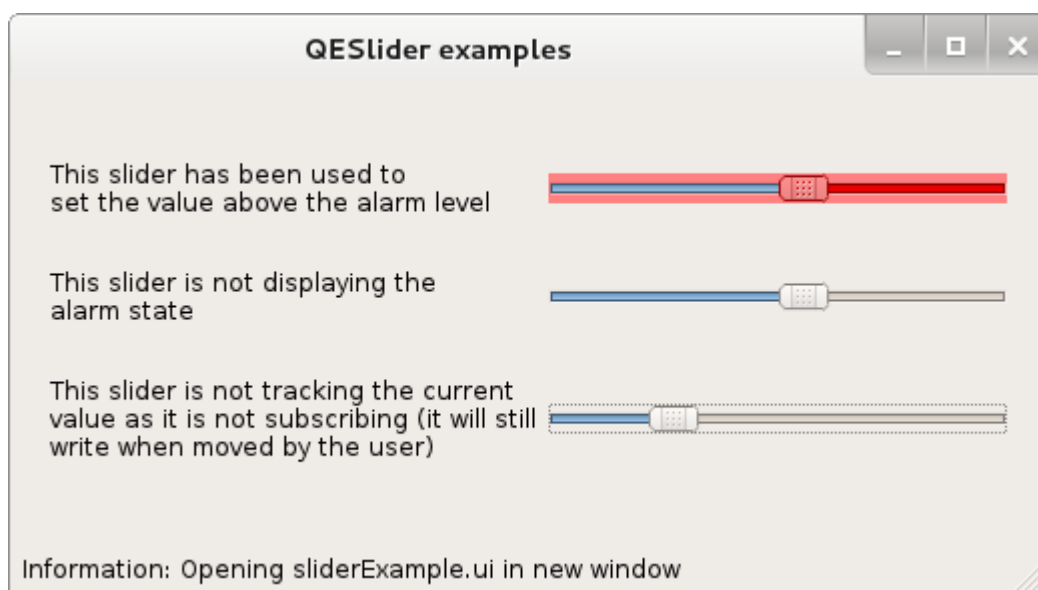 QESlider examples
This slider has been used to
set the value above the alarm level
This slider is not displaying the
alarm state
This slider is not tracking the current
value as it is not subscribing (it will still
write when moved by the user)
Information: Opening sliderExample.ui in new window